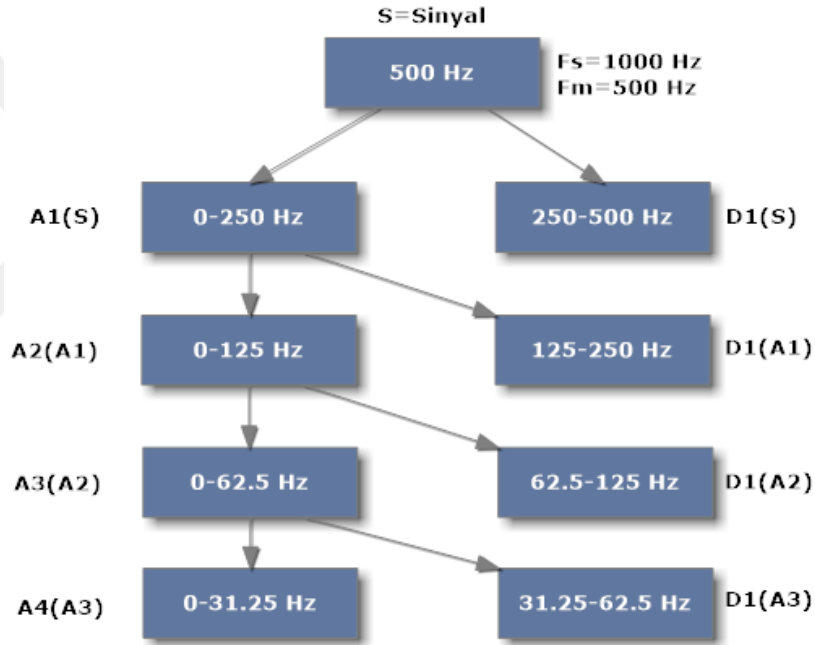 S=Sinyal
500 Hz
Fs=1000 Hz
Fm=500 Hz
A1(S)
0-250 Hz
250-500 Hz
D1(S)
A2(A1)
0-125 Hz
125-250 Hz
D1(A1)
A3(A2)
0-62.5 Hz
62.5-125 Hz
D1(A2)
A4(A3)
0-31.25 Hz
31.25-62.5 Hz
D1(A3)